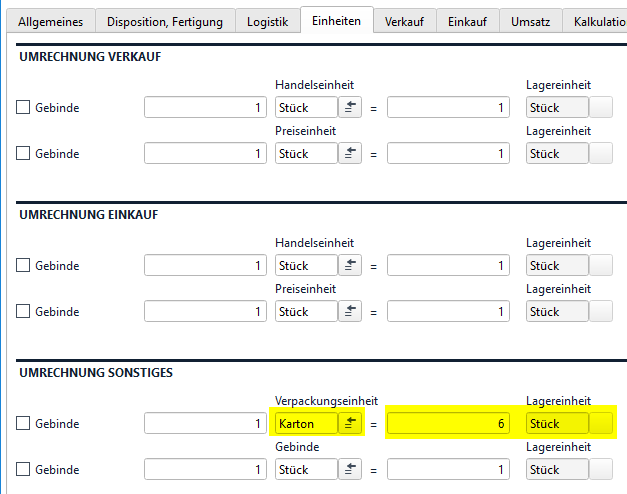 Allgemeines Disposition, Fertigung Logistik Einheiten Verkauf Einkauf Umsatz Kalkulatio
UMRECHNUNG VERKAUF
Handelseinheit Lagereinheit
Gebinde 1 Stück = 1 Stück
Preiseinheit Lagereinheit
Gebinde 1 Stück = 1 Stück
UMRECHNUNG EINKAUF
Handelseinheit Lagereinheit
Gebinde 1 Stück = 1 Stück
Preiseinheit Lagereinheit
Gebinde 1 Stück = 1 Stück
UMRECHNUNG SONSTIGES
Verpackungseinheit Lagereinheit
Gebinde 1 Karton = 6 Stück
Gebinde Lagereinheit
Gebinde 1 Stück = 1 Stück